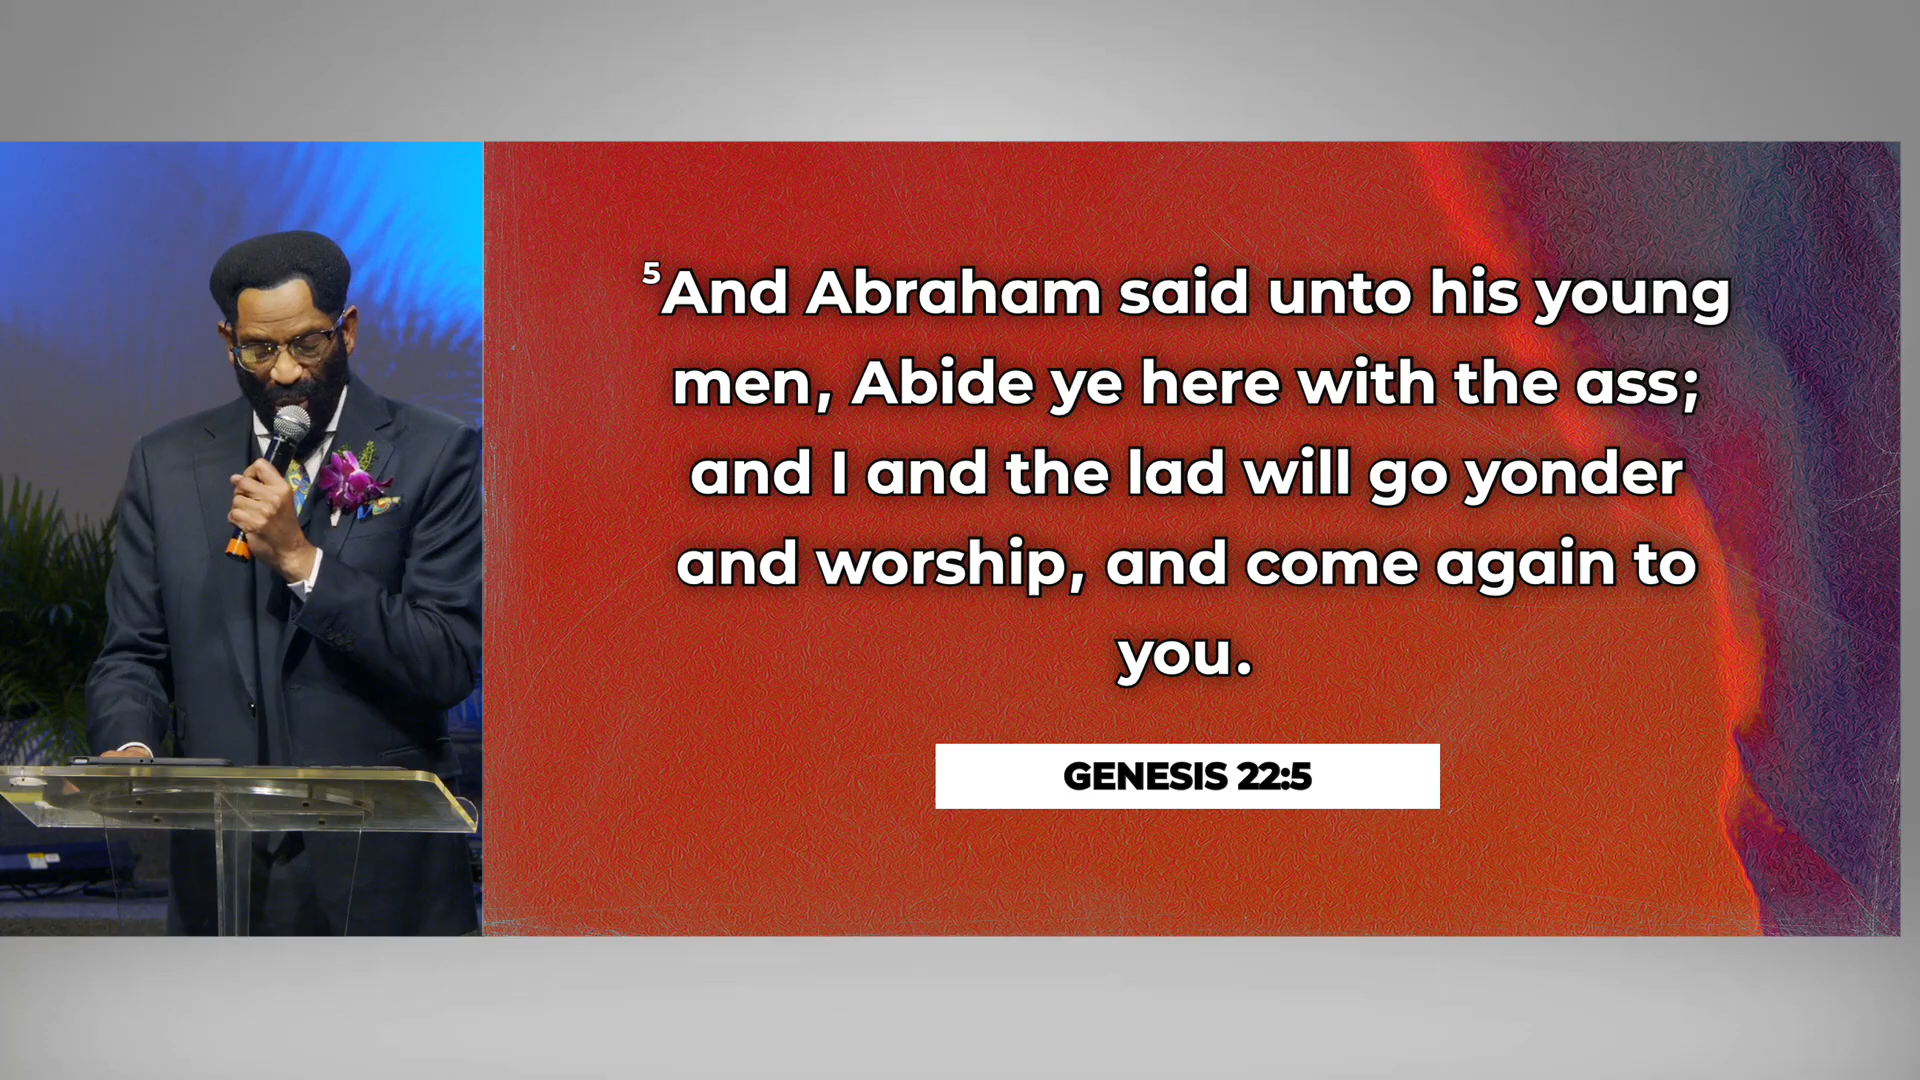 5And Abraham said unto his young
men, Abide ye here with the ass;
and I and the lad will go yonder
and worship, and come again to
you.
GENESIS 22:5